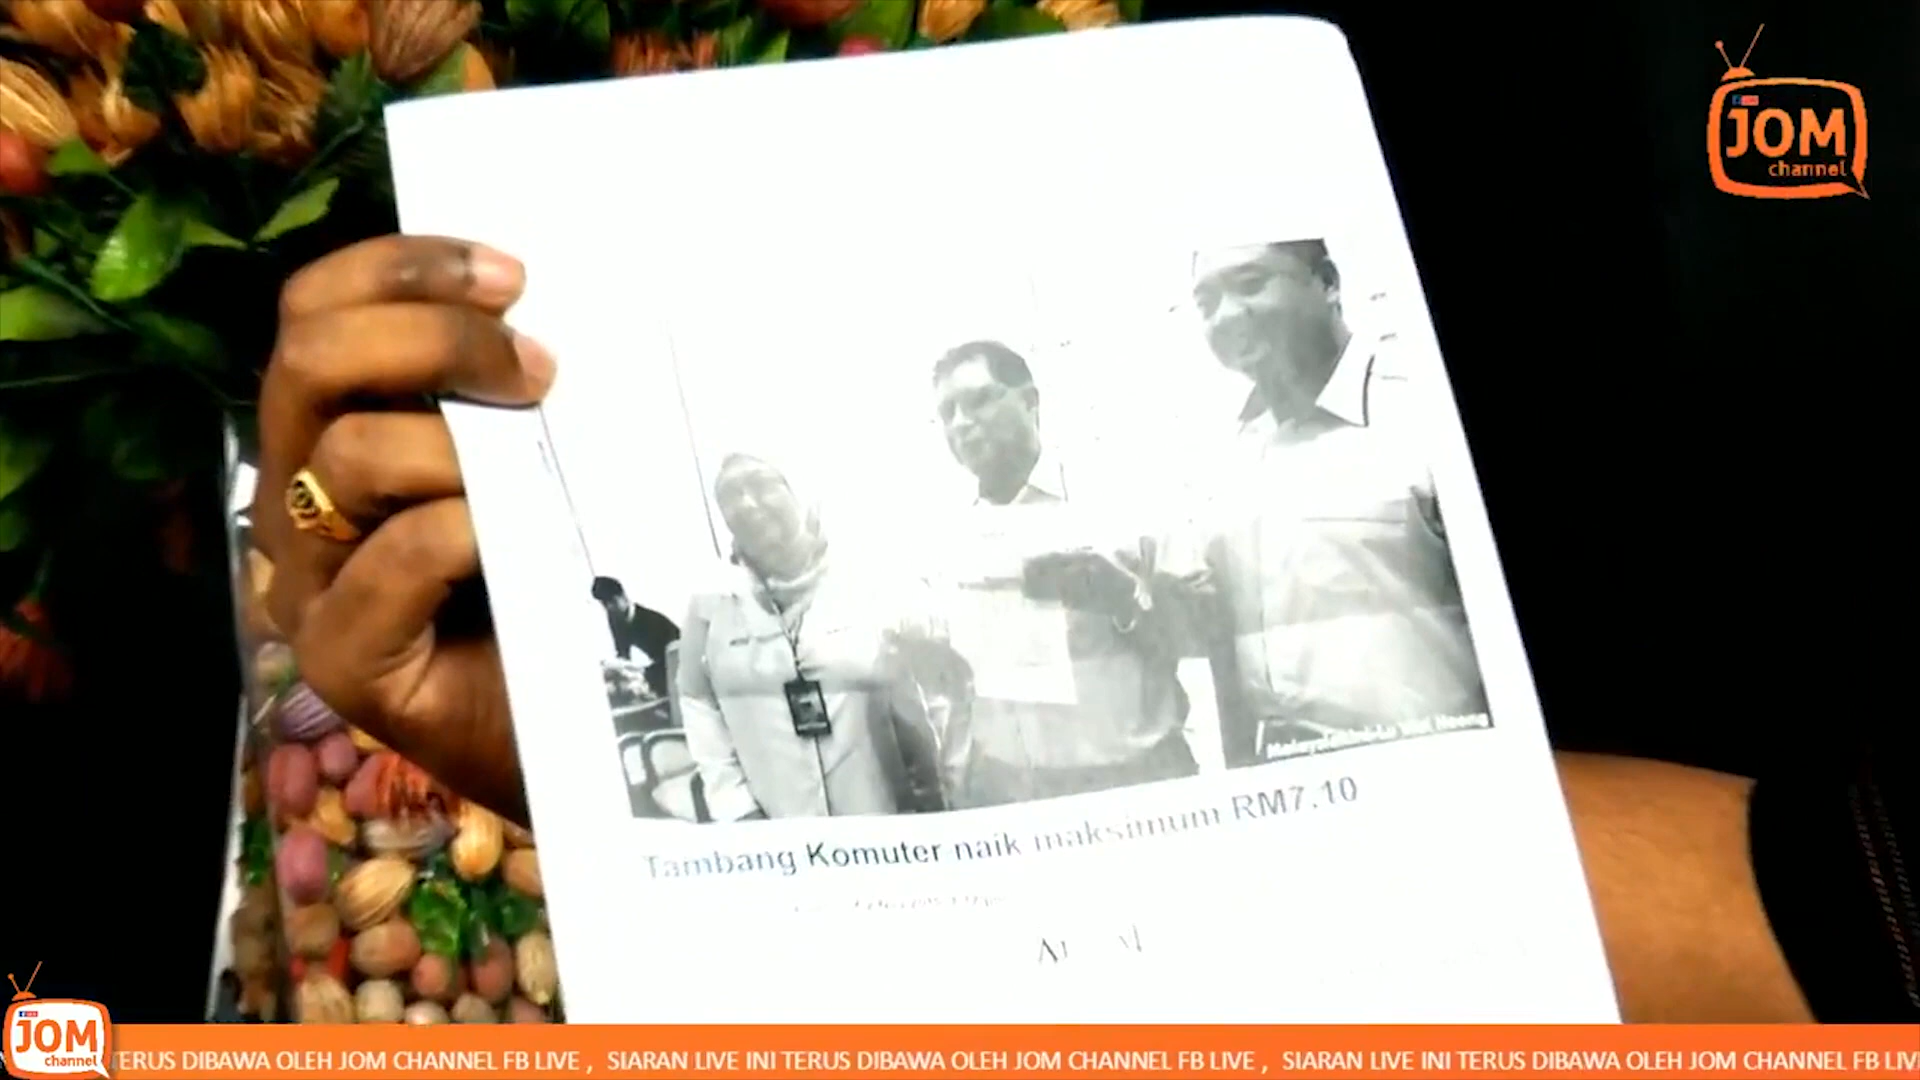 JOM
channel
Tambang Komuter naik maksimum RM7.10
JOM
channel
TERUS DIBAWA OLEH JOM CHANNEL FB LIVE , SIARAN LIVE INI TERUS DIBAWA OLEH JOM CHANNEL FB LIVE , SIARAN LIVE INI TERUS DIBAWA OLEH JOM CHANNEL FB LIV